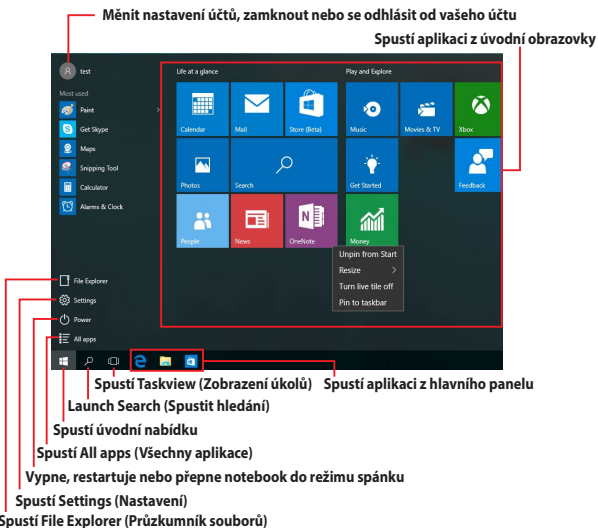 Měnit nastavení účtů, zamknout nebo se odhlásit od vašeho účtu
Spustí aplikaci z úvodní obrazovky
test
Most used
Paint
Get Skype
Maps
Snipping Tool
Calculator
Alarms & Clock
File Explorer
Settings
Power
All apps
Life at a glance
Play and Explore
Calendar
Mail
Store (Beta)
Music
Movies & TV
Xbox
Photos
Search
Get Started
Feedback
People
News
OneNote
Money
Unpin from Start
Resize
Turn live tile off
Pin to taskbar
Spustí Taskview (Zobrazení úkolů)
Spustí aplikaci z hlavního panelu
Launch Search (Spustit hledání)
Spustí úvodní nabídku
Spustí All apps (Všechny aplikace)
Vypne, restartuje nebo přepne notebook do režimu spánku
Spustí Settings (Nastavení)
Spustí File Explorer (Průzkumník souborů)